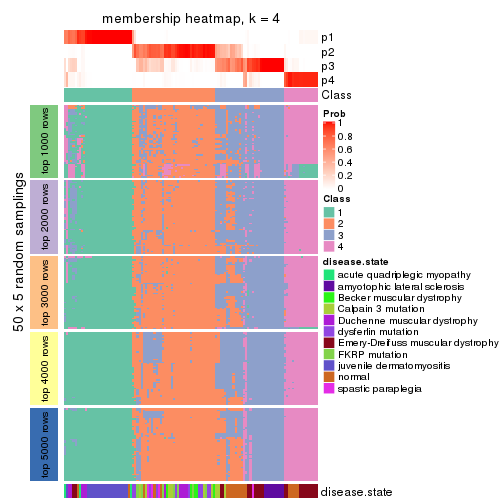 membership heatmap, k = 4
p1
p2
p3
p4
Class
50 x 5 random samplings
top 1000 rows
top 2000 rows
top 3000 rows
top 4000 rows
top 5000 rows
Prob
1
0.8
0.6
0.4
0.2
0
Class
1
2
3
4
disease.state
acute quadriplegic myopathy
amyotrophic lateral sclerosis
Becker muscular dystrophy
Calpain 3 mutation
Duchenne muscular dystrophy
dysferlin mutation
Emery-Dreifuss muscular dystrophy
FKRP mutation
juvenile dermatomyositis
normal
spastic paraplegia
disease.state